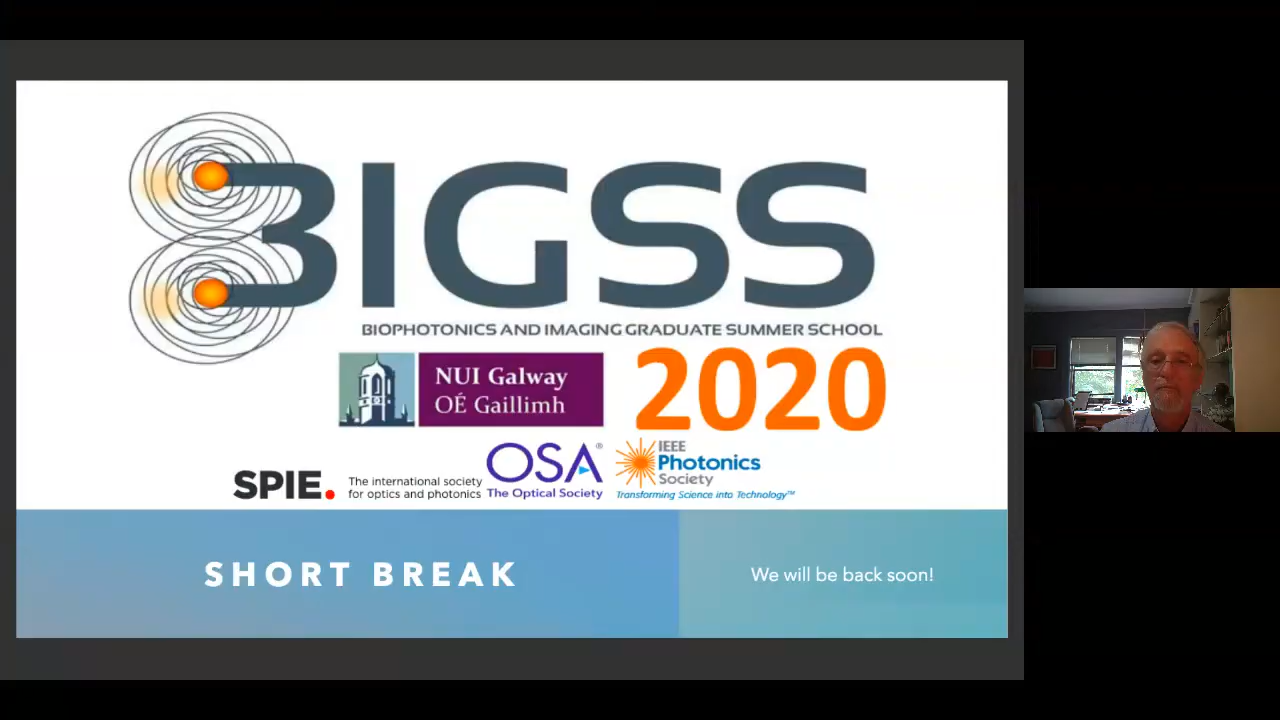 BIGSS
BIOPHOTONICS AND IMAGING GRADUATE SUMMER SCHOOL
NUI Galway
OÉ Gaillimh
2020
SPIE.
The international society
for optics and photonics
OSA®
The Optical Society
IEEE
Photonics
Society
Transforming Science into Technology™
SHORT BREAK
We will be back soon!